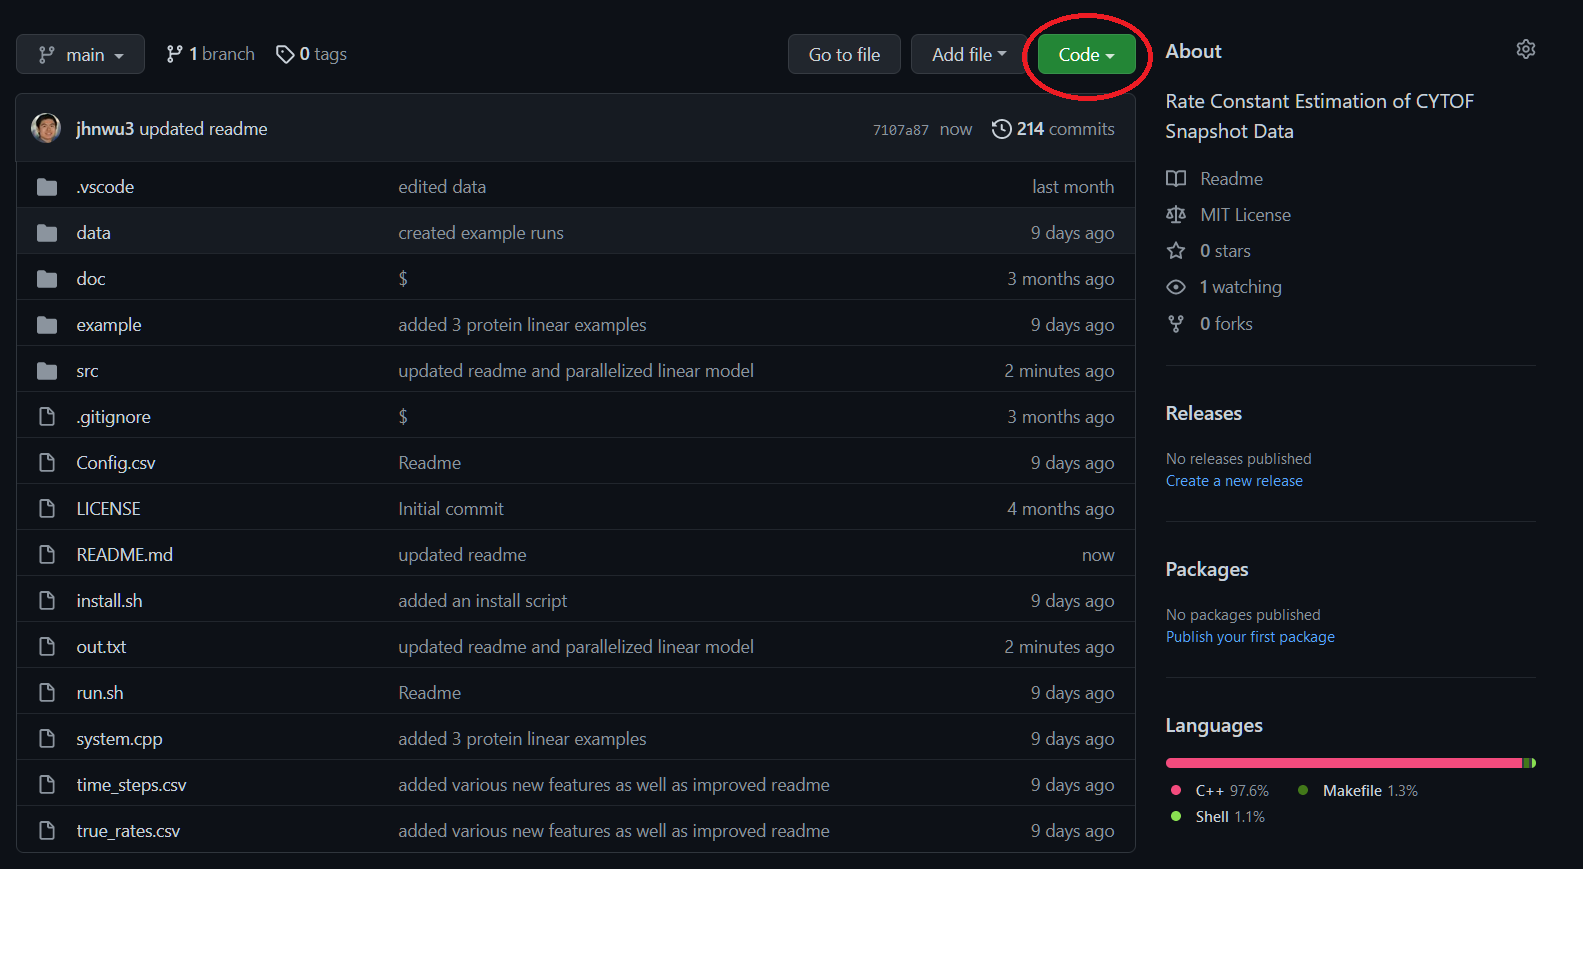 main 1 branch 0 tags Go to file Add file Code
jhnwu3 updated readme 7107a87 now 214 commits
.vscode edited data last month
data created example runs 9 days ago
doc $ 3 months ago
example added 3 protein linear examples 9 days ago
src updated readme and parallelized linear model 2 minutes ago
.gitignore $ 3 months ago
Config.csv Readme 9 days ago
LICENSE Initial commit 4 months ago
README.md updated readme now
install.sh added an install script 9 days ago
out.txt updated readme and parallelized linear model 2 minutes ago
run.sh Readme 9 days ago
system.cpp added 3 protein linear examples 9 days ago
time_steps.csv added various new features as well as improved readme 9 days ago
true_rates.csv added various new features as well as improved readme 9 days ago
About
Rate Constant Estimation of CYTOF
Snapshot Data
Readme
MIT License
0 stars
1 watching
0 forks
Releases
No releases published
Create a new release
Packages
No packages published
Publish your first package
Languages
C++ 97.6% Makefile 1.3%
Shell 1.1%